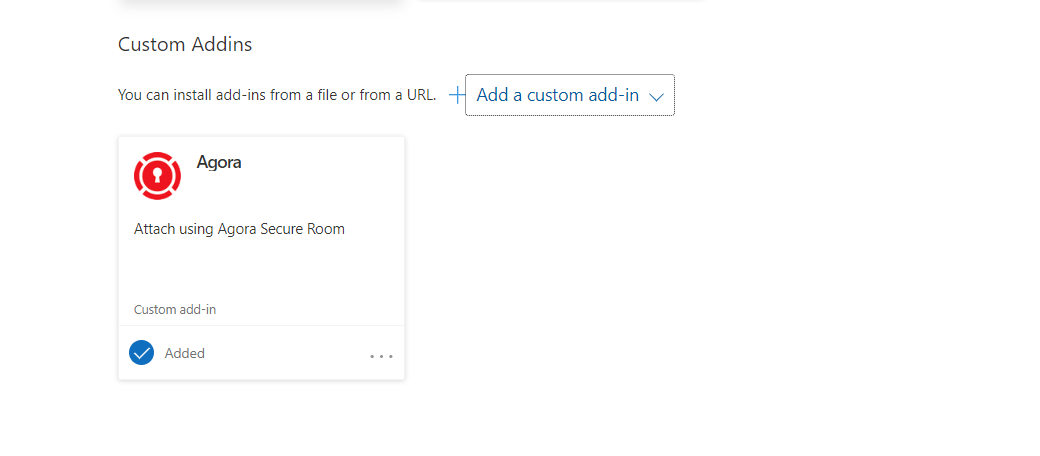 Custom Addins
You can install add-ins from a file or from a URL. Add a custom add-in
Agora
Attach using Agora Secure Room
Custom add-in
Added